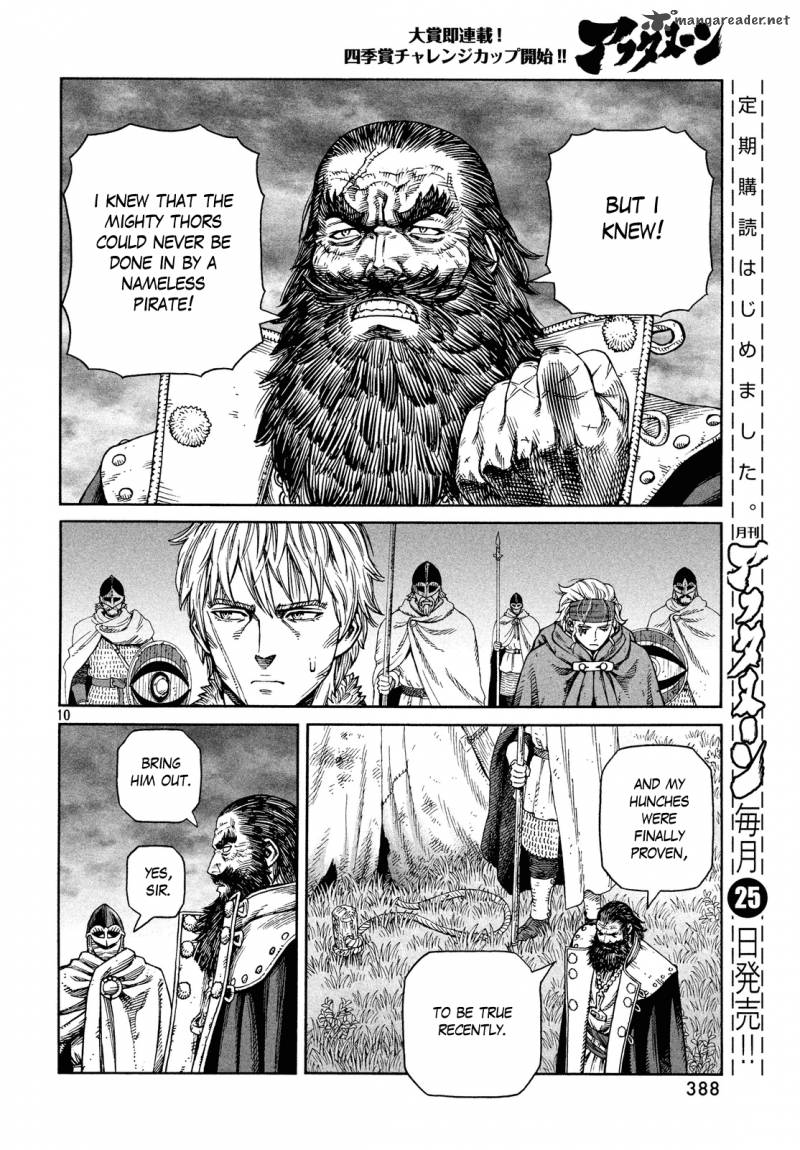 mangareader.net
大賞即連載！
四季賞チャレンジカップ開始!!
アフタヌーン
BUT I
KNEW!
I KNEW THAT THE
MIGHTY THORS
COULD NEVER BE
DONE IN BY A
NAMELESS
PIRATE!
10
BRING
HIM OUT.
YES,
SIR.
AND MY
HUNCHES
WERE
FINALLY
PROVEN,
TO BE TRUE
RECENTLY.
定期購読はじめました。月刊アフタヌーン毎月25日発売!!!
388